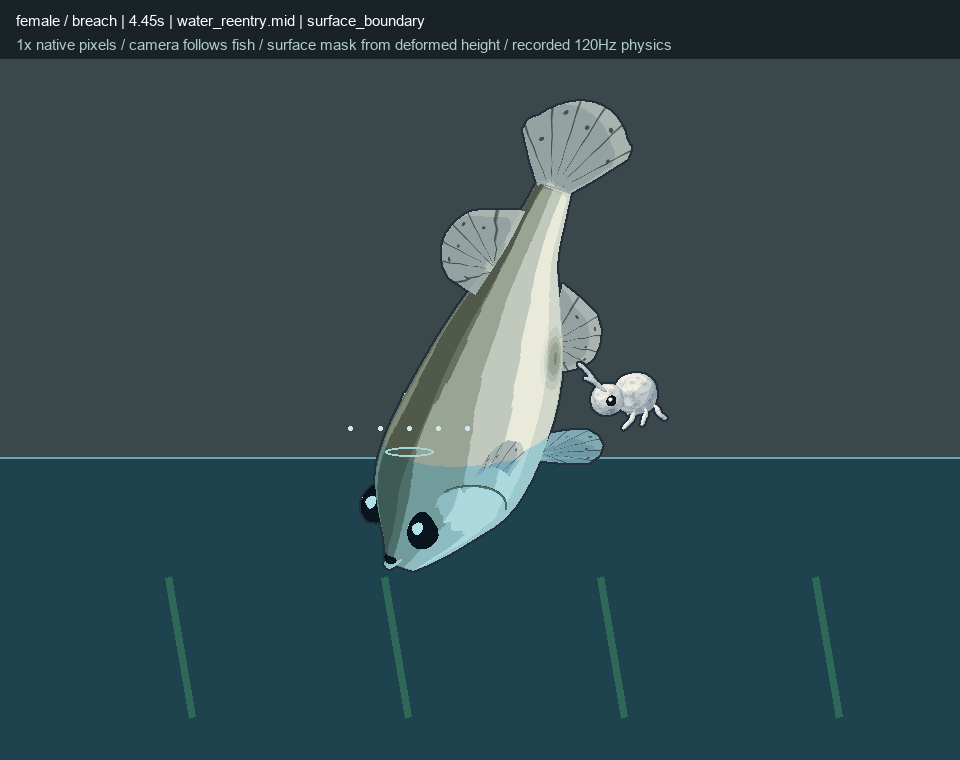 female / breach | 4.45s | water_reentry.mid | surface_boundary
1x native pixels / camera follows fish / surface mask from deformed height / recorded 120Hz physics